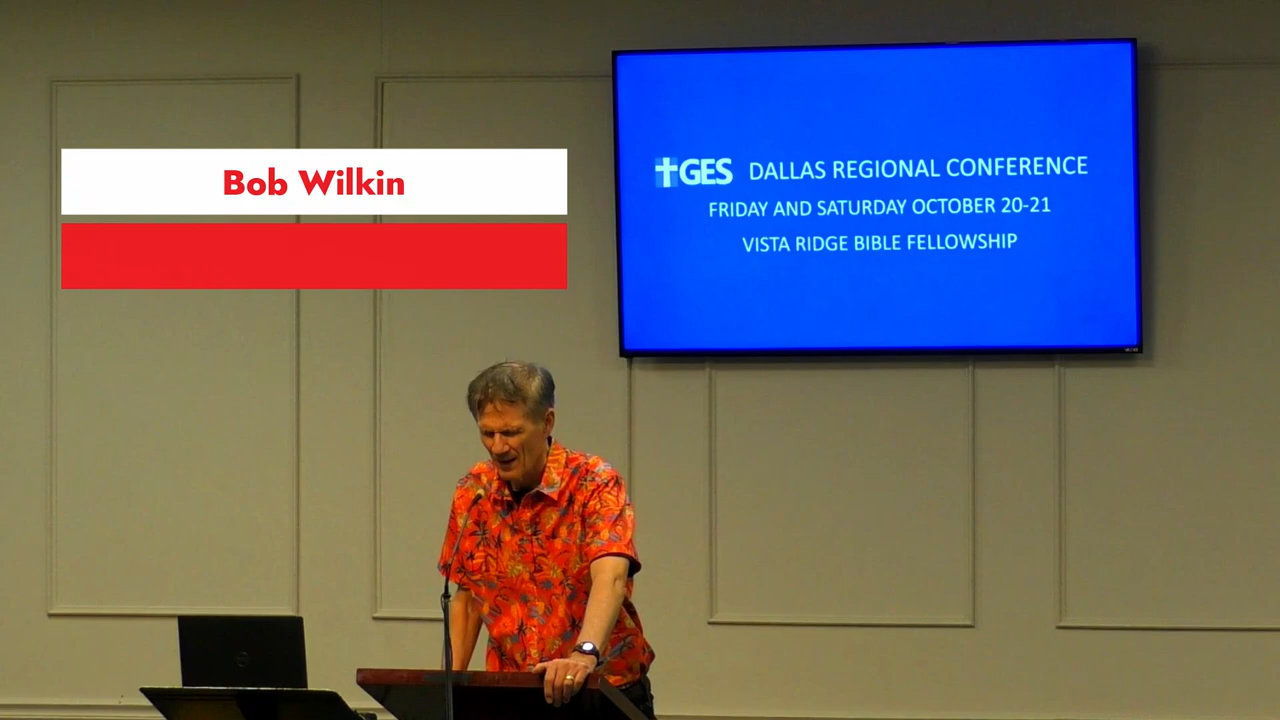 Bob Wilkin
GES DALLAS REGIONAL CONFERENCE
FRIDAY AND SATURDAY OCTOBER 20-21
VISTA RIDGE BIBLE FELLOWSHIP